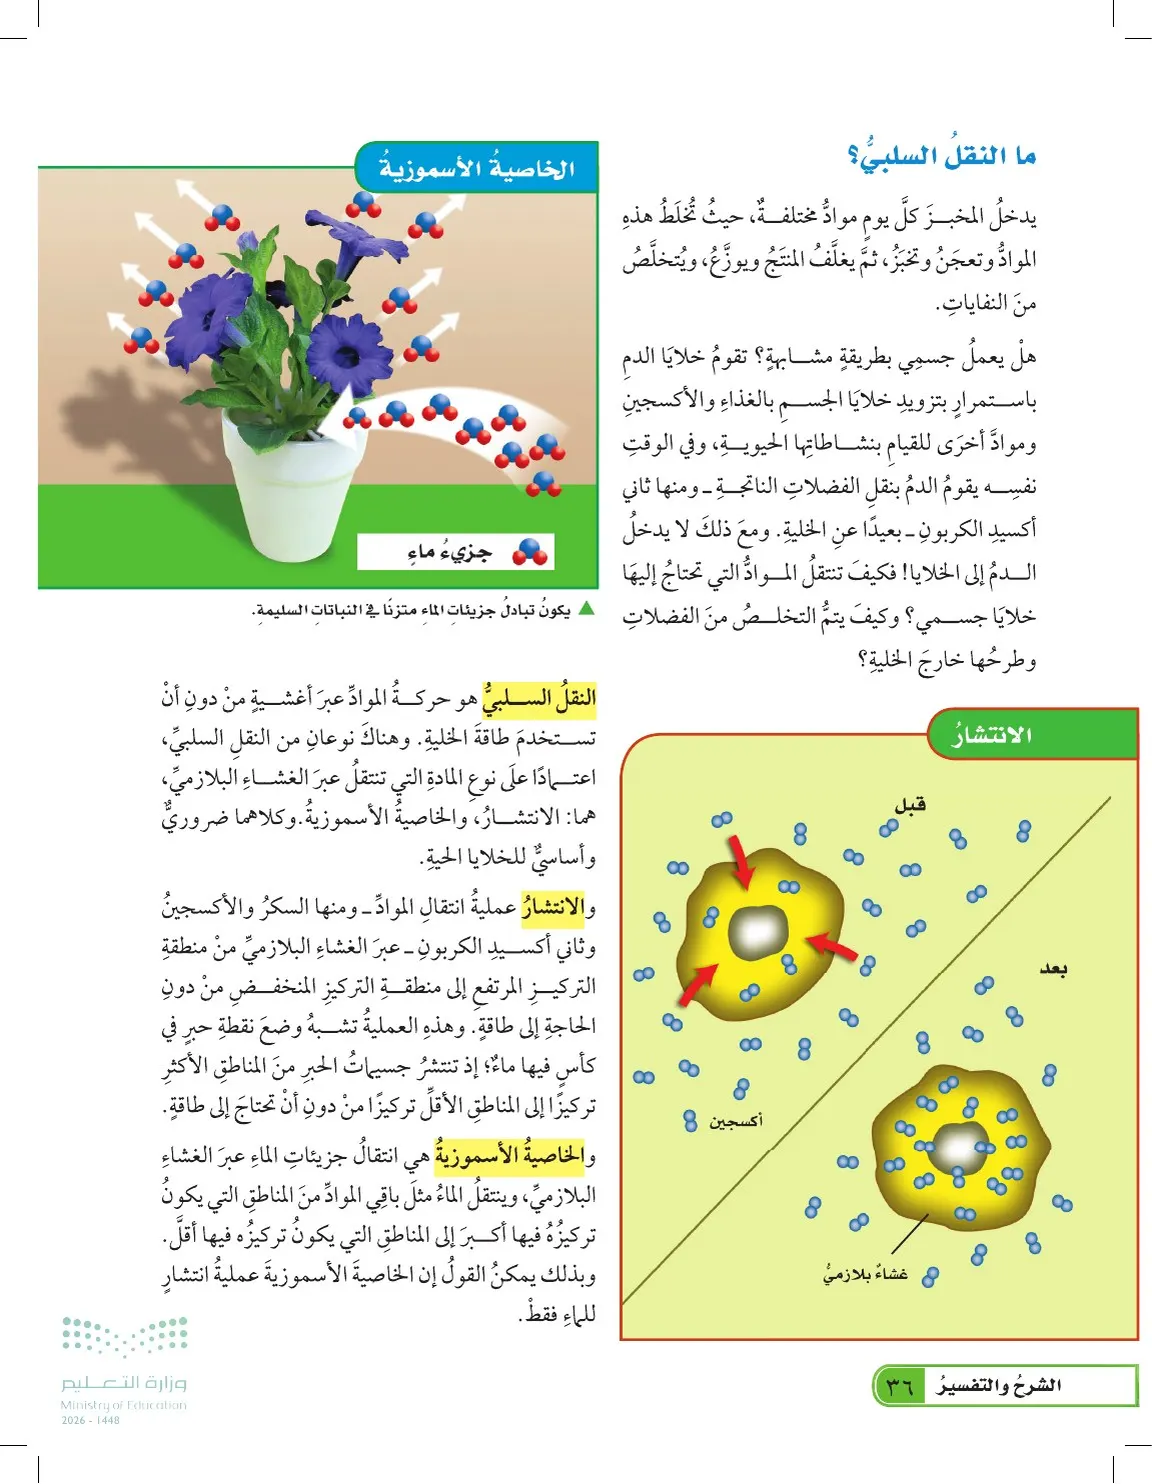 ما النقلُ السلبيُّ؟
يدخلُ المخبزَ كلَّ يومٍ موادُّ مختلفةٌ، حيثُ تُخلَطُ هذهِ
الموادُّ وتعجَنُ وتخبَزُ، ثمَّ يغلَّفُ المنتَجُ ويوزَّعُ، ويُتخلَّصُ
منَ النفاياتِ.
هلْ يعملُ جسمِي بطريقةٍ مشابهةٍ؟ تقومُ خلايَا الدمِ
باستمرارٍ بتزويدِ خلايَا الجسمِ بالغذاءِ والأكسجينِ
وموادَّ أخرَى للقيامِ بنشاطاتِها الحيويةِ، وفي الوقتِ
نفسِه يقومُ الدمُ بنقلِ الفضلاتِ الناتجةِ ـ ومنها ثاني
أكسيدِ الكربونِ ـ بعيدًا عنِ الخليةِ. ومعَ ذلكَ لا يدخلُ
الدمُ إلى الخلايا! فكيفَ تنتقلُ الموادُّ التي تحتاجُ إليهَا
خلايَا جسمي؟ وكيفَ يتمُّ التخلصُ منَ الفضلاتِ
وطرحُها خارجَ الخليةِ؟
الانتشارُ
قبل
بعد
أكسجين
غشاءٌ بلازميُّ
الخاصيةُ الأسموزيةُ
جزيءُ ماءٍ
▲ يكونُ تبادلُ جزيئاتِ الماءِ متزنًا في النباتاتِ السليمةِ.
النقلُ السلبيُّ هو حركةُ الموادِّ عبرَ أغشيةٍ منْ دونِ أنْ
تستخدمَ طاقةَ الخليةِ. وهناكَ نوعانِ من النقلِ السلبيِّ،
اعتمادًا علَى نوعِ المادةِ التي تنتقلُ عبرَ الغشاءِ البلازميِّ،
هما: الانتشارُ، والخاصيةُ الأسموزيةُ.وكلاهما ضروريٌّ
وأساسيٌّ للخلايا الحيةِ.
والانتشارُ عمليةُ انتقالِ الموادِّ ـ ومنها السكرُ والأكسجينُ
وثاني أكسيدِ الكربونِ ـ عبرَ الغشاءِ البلازميِّ منْ منطقةِ
التركيزِ المرتفعِ إلى منطقةِ التركيزِ المنخفضِ منْ دونِ
الحاجةِ إلى طاقةٍ. وهذهِ العمليةُ تشبهُ وضعَ نقطةِ حبرٍ في
كأسٍ فيها ماءٌ؛ إذ تنتشرُ جسيماتُ الحبرِ منَ المناطقِ الأكثرِ
تركيزًا إلى المناطقِ الأقلِّ تركيزًا منْ دونِ أنْ تحتاجَ إلى طاقةٍ.
والخاصيةُ الأسموزيةُ هي انتقالُ جزيئاتِ الماءِ عبرَ الغشاءِ
البلازميِّ، وينتقلُ الماءُ مثلَ باقِي الموادِّ منَ المناطقِ التي يكونُ
تركيزُهُ فيها أكبرَ إلى المناطقِ التي يكونُ تركيزُه فيها أقلَّ.
وبذلك يمكنُ القولُ إن الخاصيةَ الأسموزيةَ عمليةُ انتشارٍ
للماءِ فقطْ.
وزارة التعليم
Ministry of Education
2026 - 1448
الشرحُ والتفسيرُ ٣٦